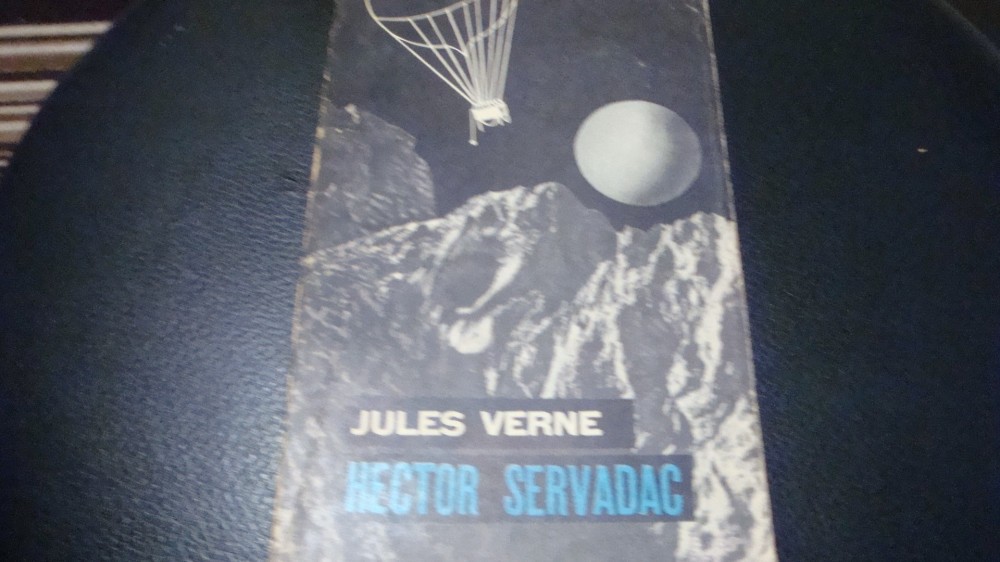 JULES VERNE
HECTOR SERVADAC